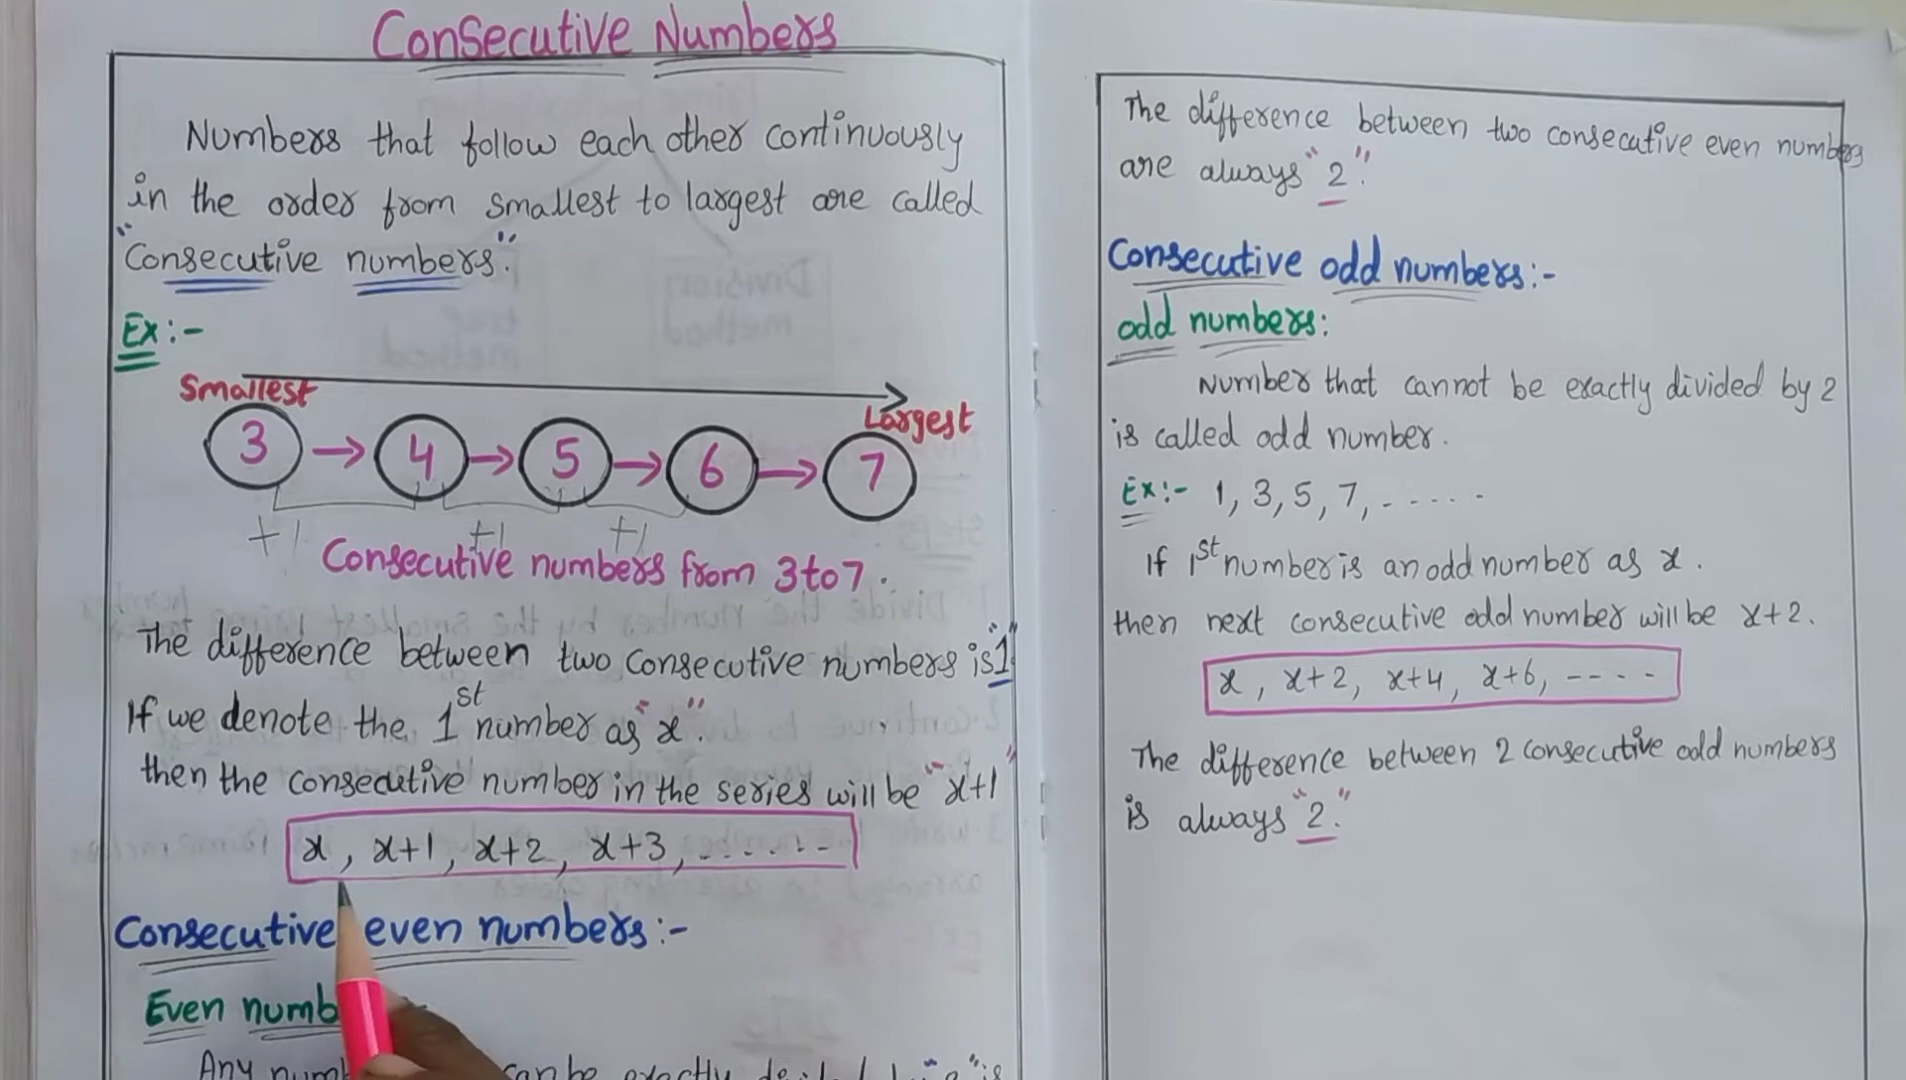 Consecutive Numbers
Numbers that follow each other continuously
in the order from smallest to largest are called
"Consecutive numbers".
Ex:-
Smallest
Largest
3 → 4 → 5 → 6 → 7
+1 +1 +1
Consecutive numbers from 3 to 7.
The difference between two consecutive numbers is "1"
If we denote the 1st number as "x".
then the consecutive number in the series will be "x+1"
x, x+1, x+2, x+3, .......
Consecutive even numbers:-
Even numb
Any numb can be exactly is
The difference between two consecutive even numbers
are always "2".
Consecutive odd numbers:-
odd numbers:
Number that cannot be exactly divided by 2
is called odd number.
Ex:- 1, 3, 5, 7, ......
If 1st number is an odd number as x.
then next consecutive odd number will be x+2.
x, x+2, x+4, x+6, -----
The difference between 2 consecutive odd numbers
is always "2."